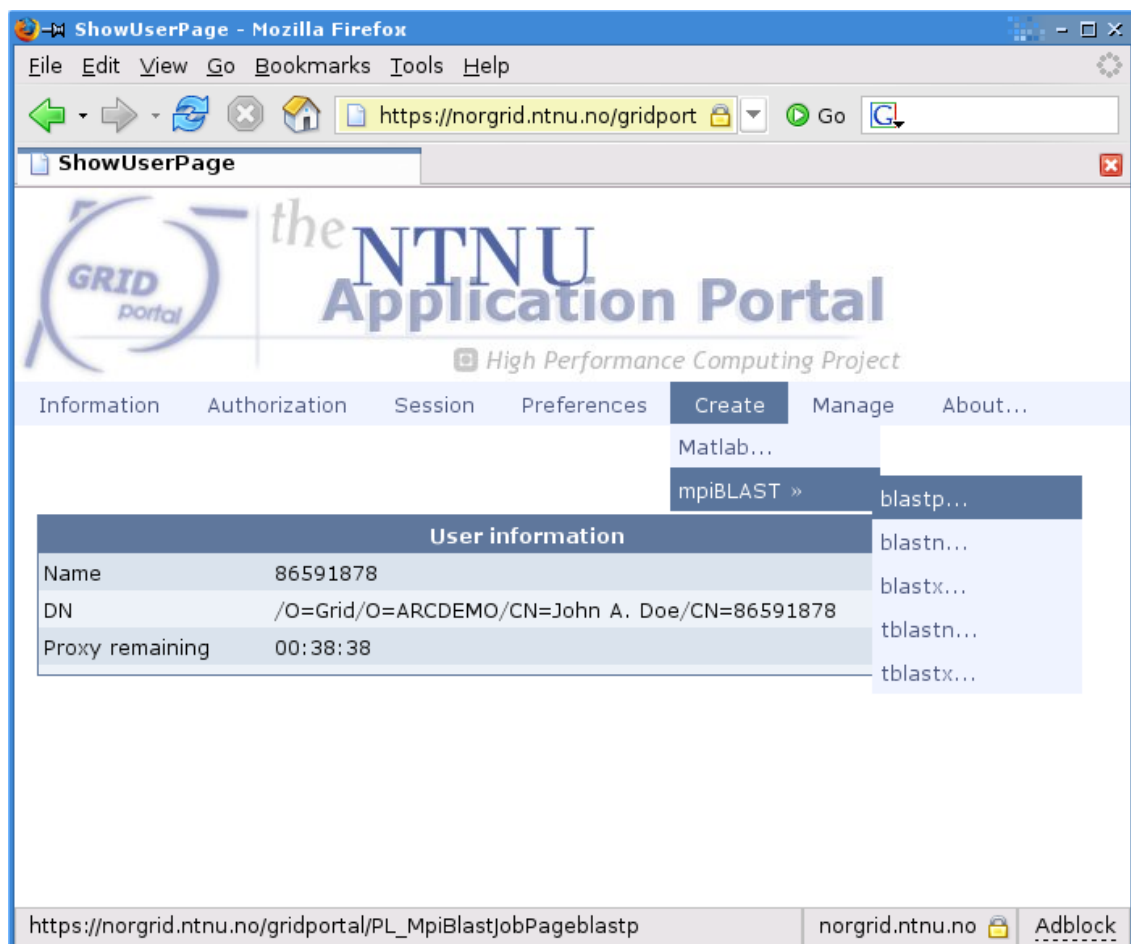 ShowUserPage - Mozilla Firefox
File Edit View Go Bookmarks Tools Help
https://norgrid.ntnu.no/gridport Go G
ShowUserPage
GRID
portal
the NTNU
Application Portal
High Performance Computing Project
Information Authorization Session Preferences Create Manage About...
Matlab...
mpiBLAST »
blastp...
blastn...
blastx...
tblastn...
tblastx...
User information
Name 86591878
DN /O=Grid/O=ARCDEMO/CN=John A. Doe/CN=86591878
Proxy remaining 00:38:38
https://norgrid.ntnu.no/gridportal/PL_MpiBlastJobPageblastp norgrid.ntnu.no Adblock